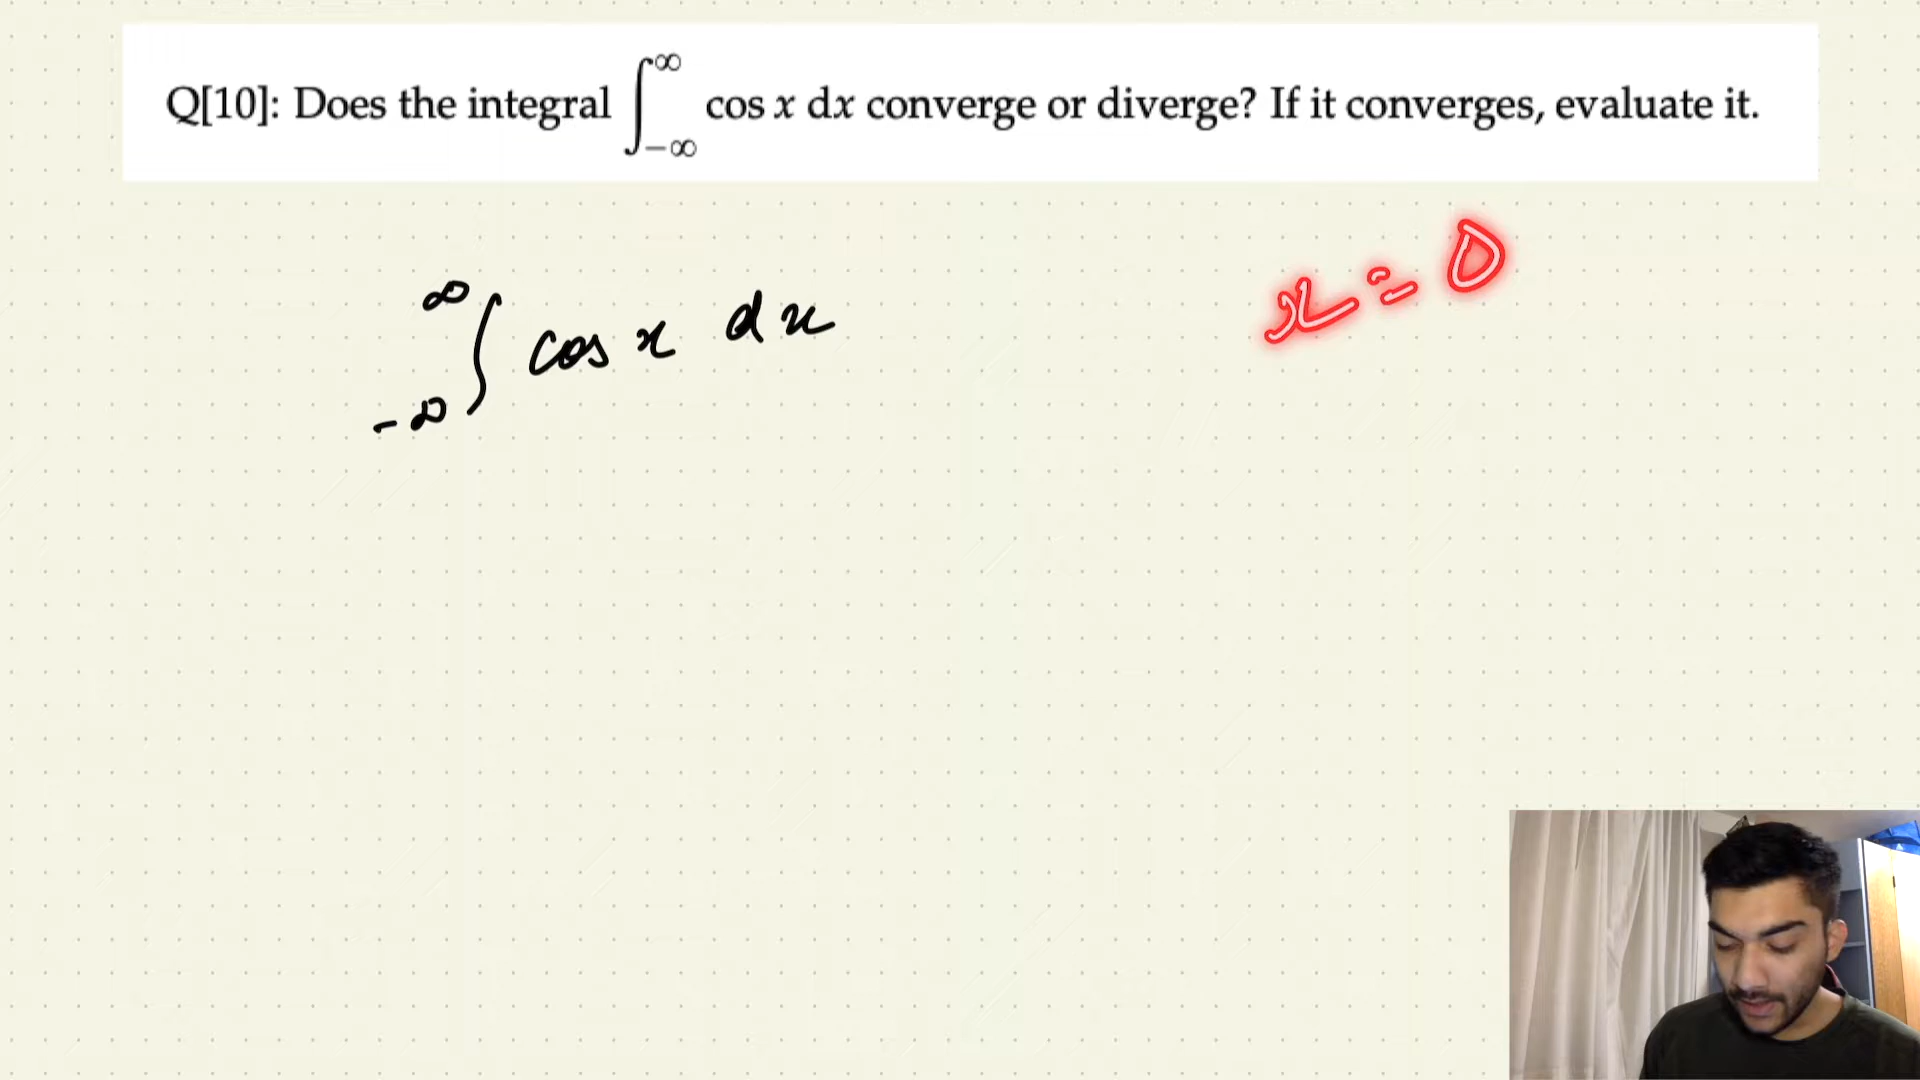 Q[10]: Does the integral ∫_{-∞}^{∞} cos x dx converge or diverge? If it converges, evaluate it.
∫_{-∞}^{∞} cos x dx
x = 0